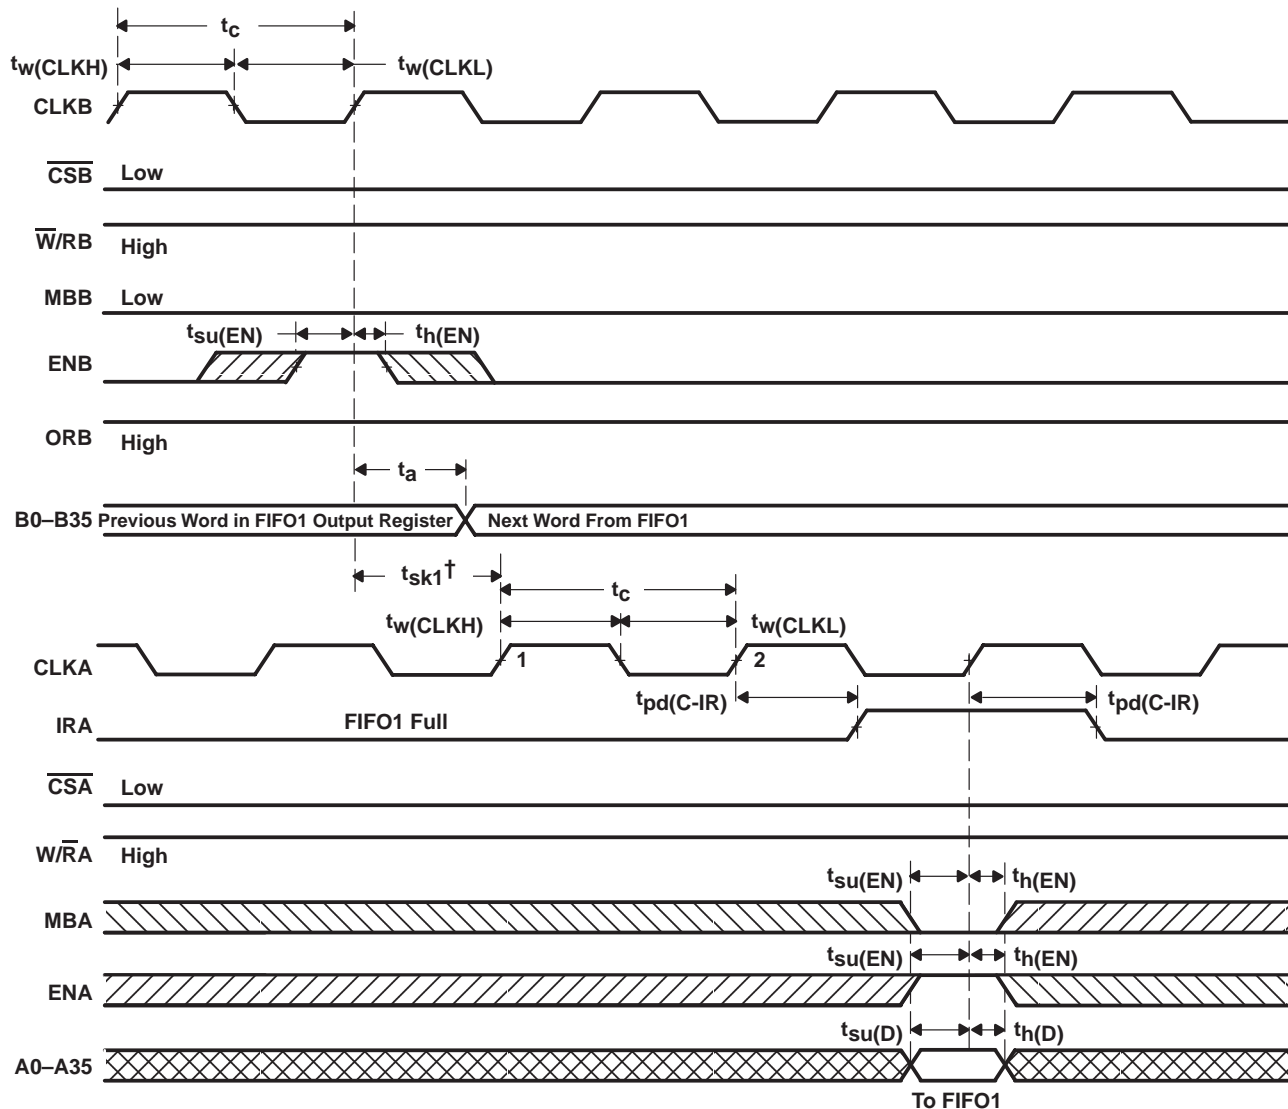 tc
tw(CLKH) tw(CLKL)
CLKB
CSB Low
W/RB High
MBB Low
tsu(EN) th(EN)
ENB
ORB High
ta
B0–B35 Previous Word in FIFO1 Output Register Next Word From FIFO1
tsk1†
tc
tw(CLKH) tw(CLKL)
CLKA 1 2
tpd(C-IR) tpd(C-IR)
IRA FIFO1 Full
CSA Low
W/RA High
tsu(EN) th(EN)
MBA
tsu(EN) th(EN)
ENA
tsu(D) th(D)
A0–A35
To FIFO1